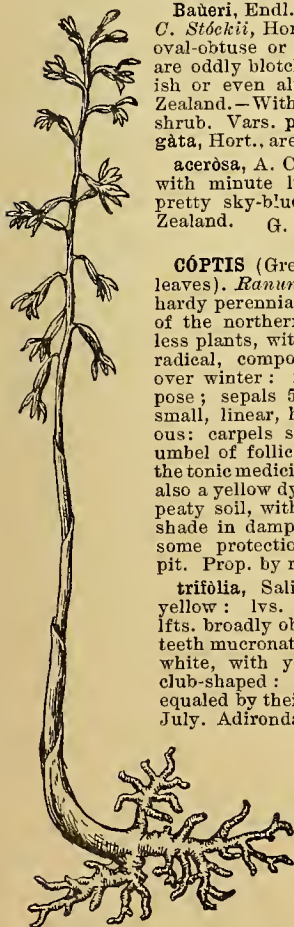 Baùeri, Endl.
C. Stóckii, Hor
oval-obtuse or
are oddly blotch
ish or even al
Zealand.—With
shrub. Vars. p
gàta, Hort., are
aceròsa, A. C
with minute l
pretty sky-blue
Zealand. G.
CÓPTIS (Gre
leaves). Ranun
hardy perennia
of the northern
less plants, wit
radical, compo
over winter :
pose ; sepals 5
small, linear, h
ous: carpels s
umbel of follic
the tonic medici
also a yellow dy
peaty soil, with
shade in damp
some protectio
pit. Prop. by r
trifòlia, Sali
yellow : lvs.
lfts. broadly ob
teeth mucronat
white, with y
club-shaped :
equaled by thei
July. Adironda